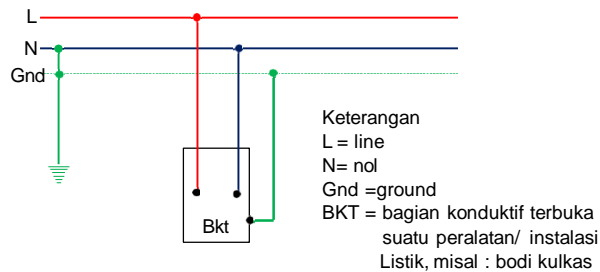 L
N
Gnd
Bkt
Keterangan
L = line
N= nol
Gnd =ground
BKT = bagian konduktif terbuka
suatu peralatan/ instalasi
Listik, misal : bodi kulkas